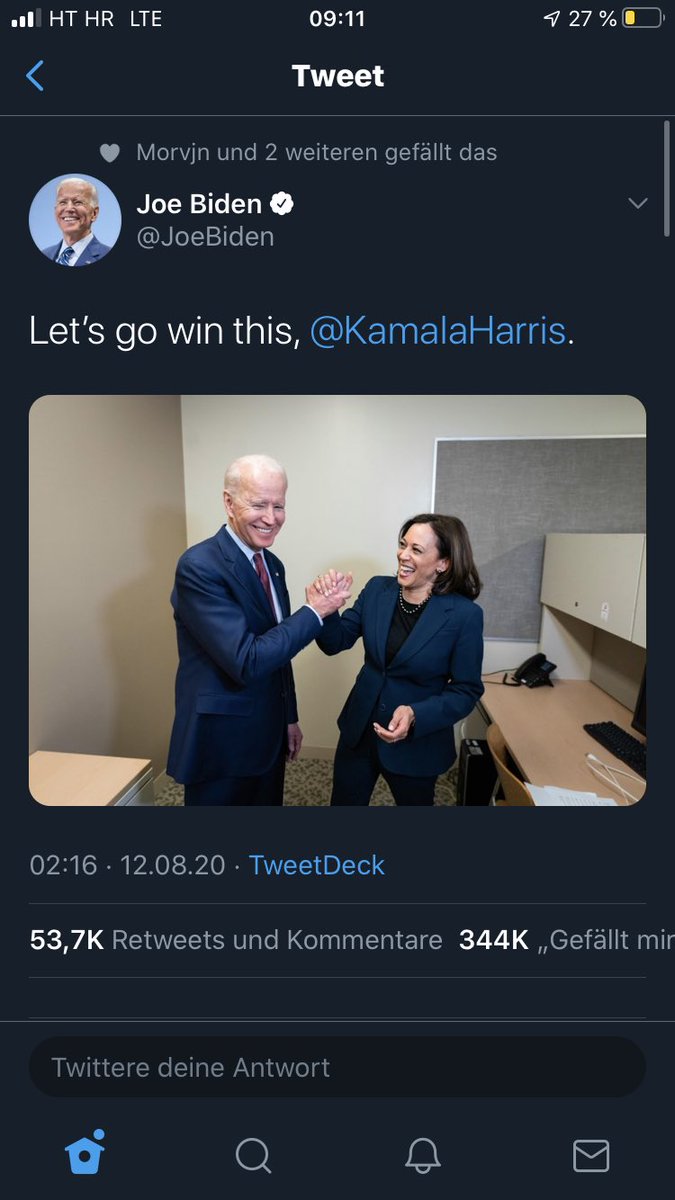 HT HR LTE 09:11 27 %
Tweet
Morvjn und 2 weiteren gefällt das
Joe Biden
@JoeBiden
Let’s go win this, @KamalaHarris.
02:16 · 12.08.20 · TweetDeck
53,7K Retweets und Kommentare 344K „Gefällt mir
Twittere deine Antwort